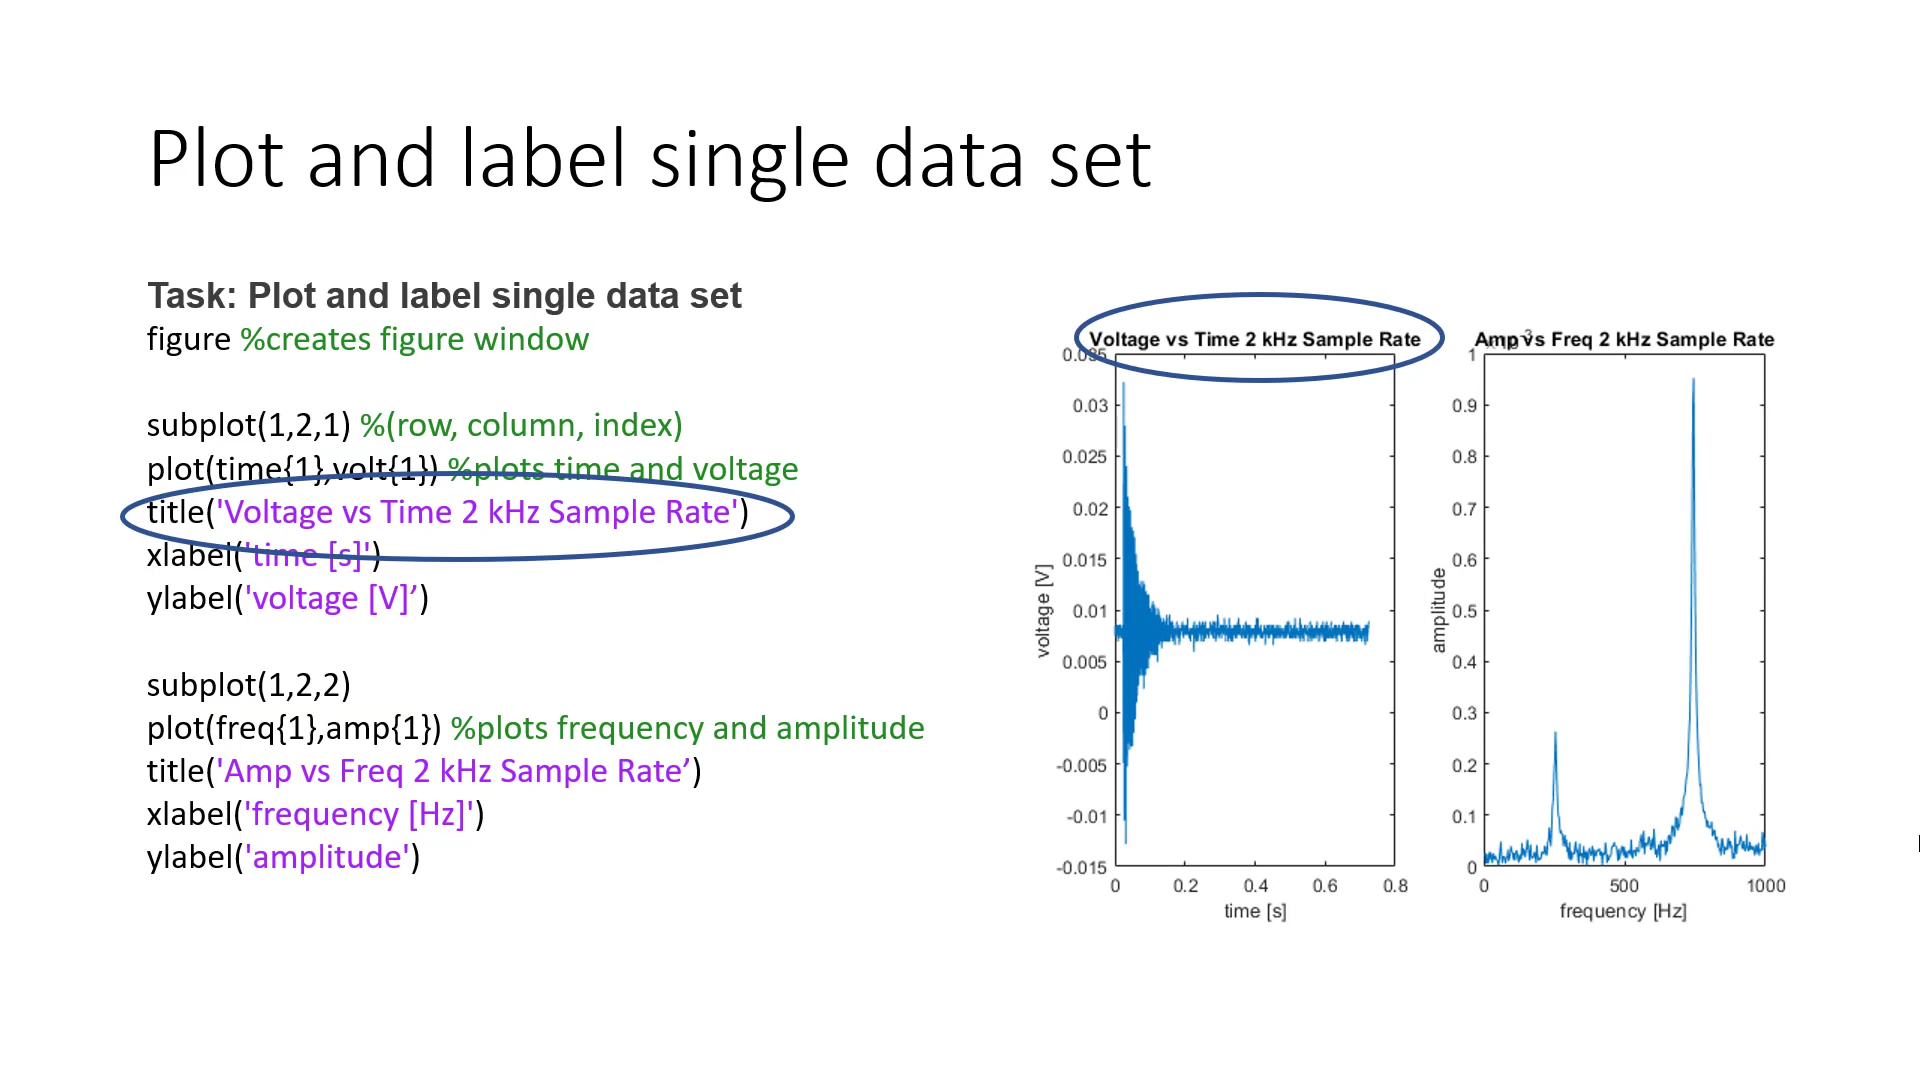 Plot and label single data set
Task: Plot and label single data set
figure %creates figure window
subplot(1,2,1) %(row, column, index)
plot(time{1},volt{1}) %plots time and voltage
title('Voltage vs Time 2 kHz Sample Rate')
xlabel('time [s]')
ylabel('voltage [V]’)
subplot(1,2,2)
plot(freq{1},amp{1}) %plots frequency and amplitude
title('Amp vs Freq 2 kHz Sample Rate’)
xlabel('frequency [Hz]')
ylabel('amplitude')
Voltage vs Time 2 kHz Sample Rate
0.035
0.03
0.025
0.02
0.015
0.01
0.005
0
-0.005
-0.01
-0.015
voltage [V]
0 0.2 0.4 0.6 0.8
time [s]
Amp vs Freq 2 kHz Sample Rate
1
0.9
0.8
0.7
0.6
0.5
0.4
0.3
0.2
0.1
0
amplitude
0 500 1000
frequency [Hz]